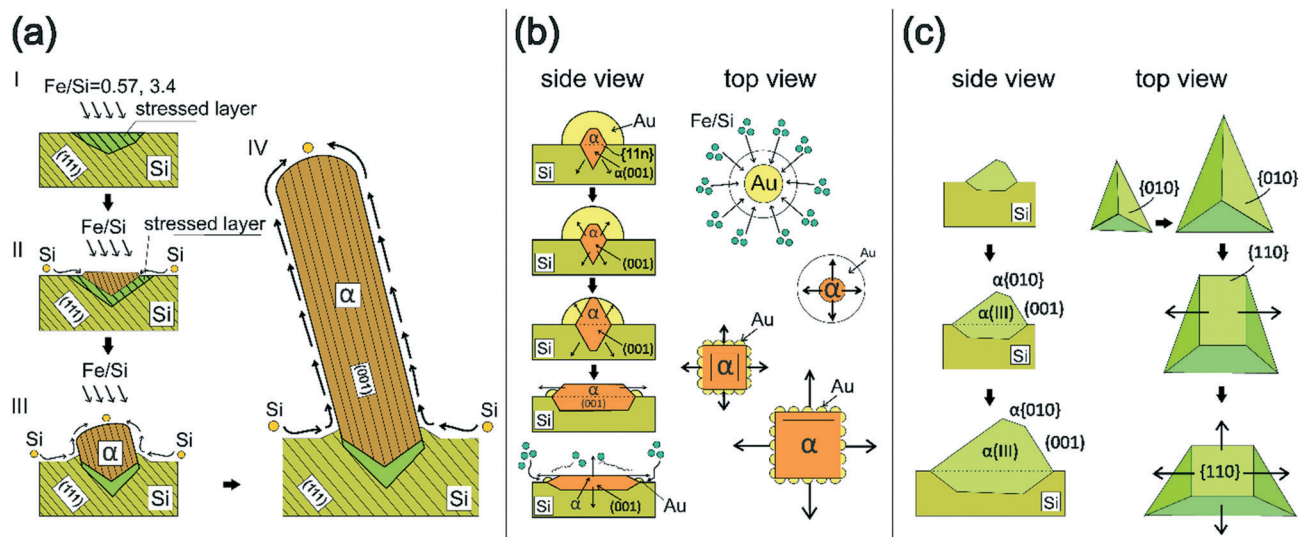 (a)
I
Fe/Si=0.57, 3.4
stressed layer
(111)
Si
Fe/Si
stressed layer
II
Si
Si
(111)
Si
Fe/Si
III
Si
Si
α
(111)
Si
IV
α
(001)
Si
Si
(111)
Si
(b)
side view
top view
Au
α
{11n}
α(001)
Si
α
(001)
Si
α
(001)
Si
α
(001)
Si
Si
α
(001)
Au
Fe/Si
Au
Au
α
Au
α
Au
α
(c)
side view
top view
Si
α{010}
(001)
α(III)
Si
α{010}
(001)
α(III)
Si
{010}
{010}
{110}
{110}